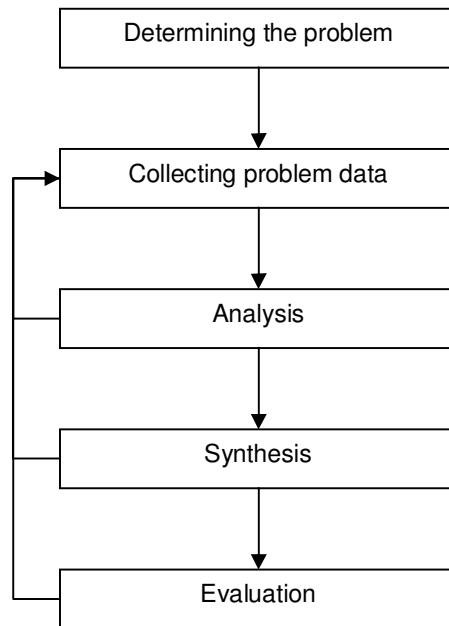 Determining the problem
Collecting problem data
Analysis
Synthesis
Evaluation